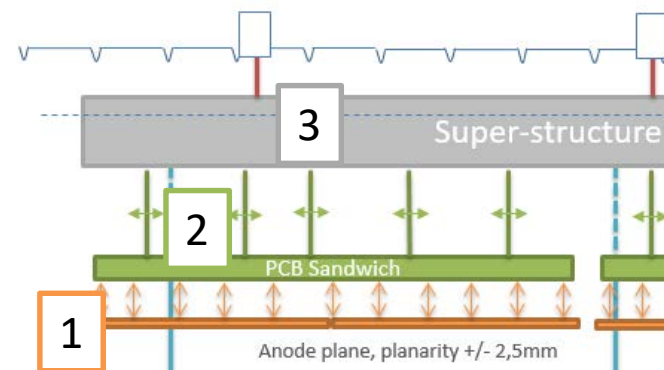 3
Super-structure
2
PCB Sandwich
1
Anode plane, planarity +/- 2,5mm